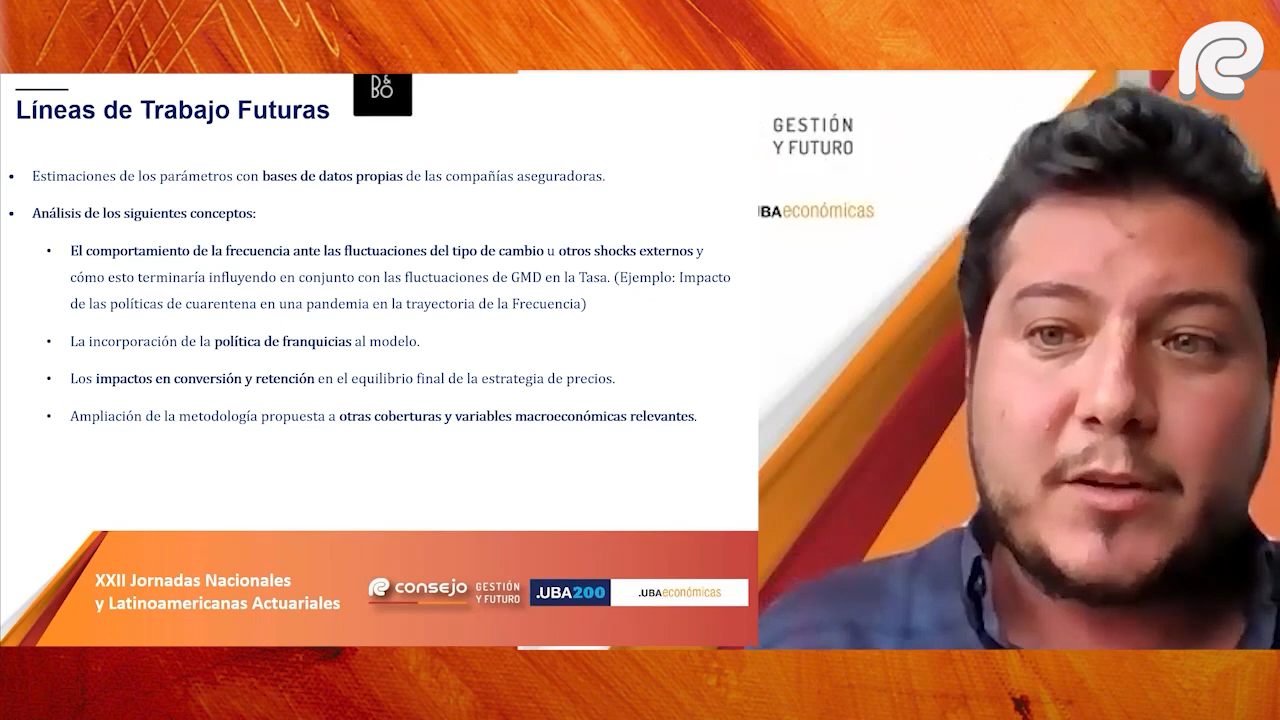 Líneas de Trabajo Futuras
B&O
• Estimaciones de los parámetros con bases de datos propias de las compañías aseguradoras.
• Análisis de los siguientes conceptos:
• El comportamiento de la frecuencia ante las fluctuaciones del tipo de cambio u otros shocks externos y
cómo esto terminaría influyendo en conjunto con las fluctuaciones de GMD en la Tasa. (Ejemplo: Impacto
de las políticas de cuarentena en una pandemia en la trayectoria de la Frecuencia)
• La incorporación de la política de franquicias al modelo.
• Los impactos en conversión y retención en el equilibrio final de la estrategia de precios.
• Ampliación de la metodología propuesta a otras coberturas y variables macroeconómicas relevantes.
XXII Jornadas Nacionales
y Latinoamericanas Actuariales
consejo
GESTIÓN
Y FUTURO
.UBA200
.UBAeconómicas
GESTIÓN
Y FUTURO
UBAeconómicas